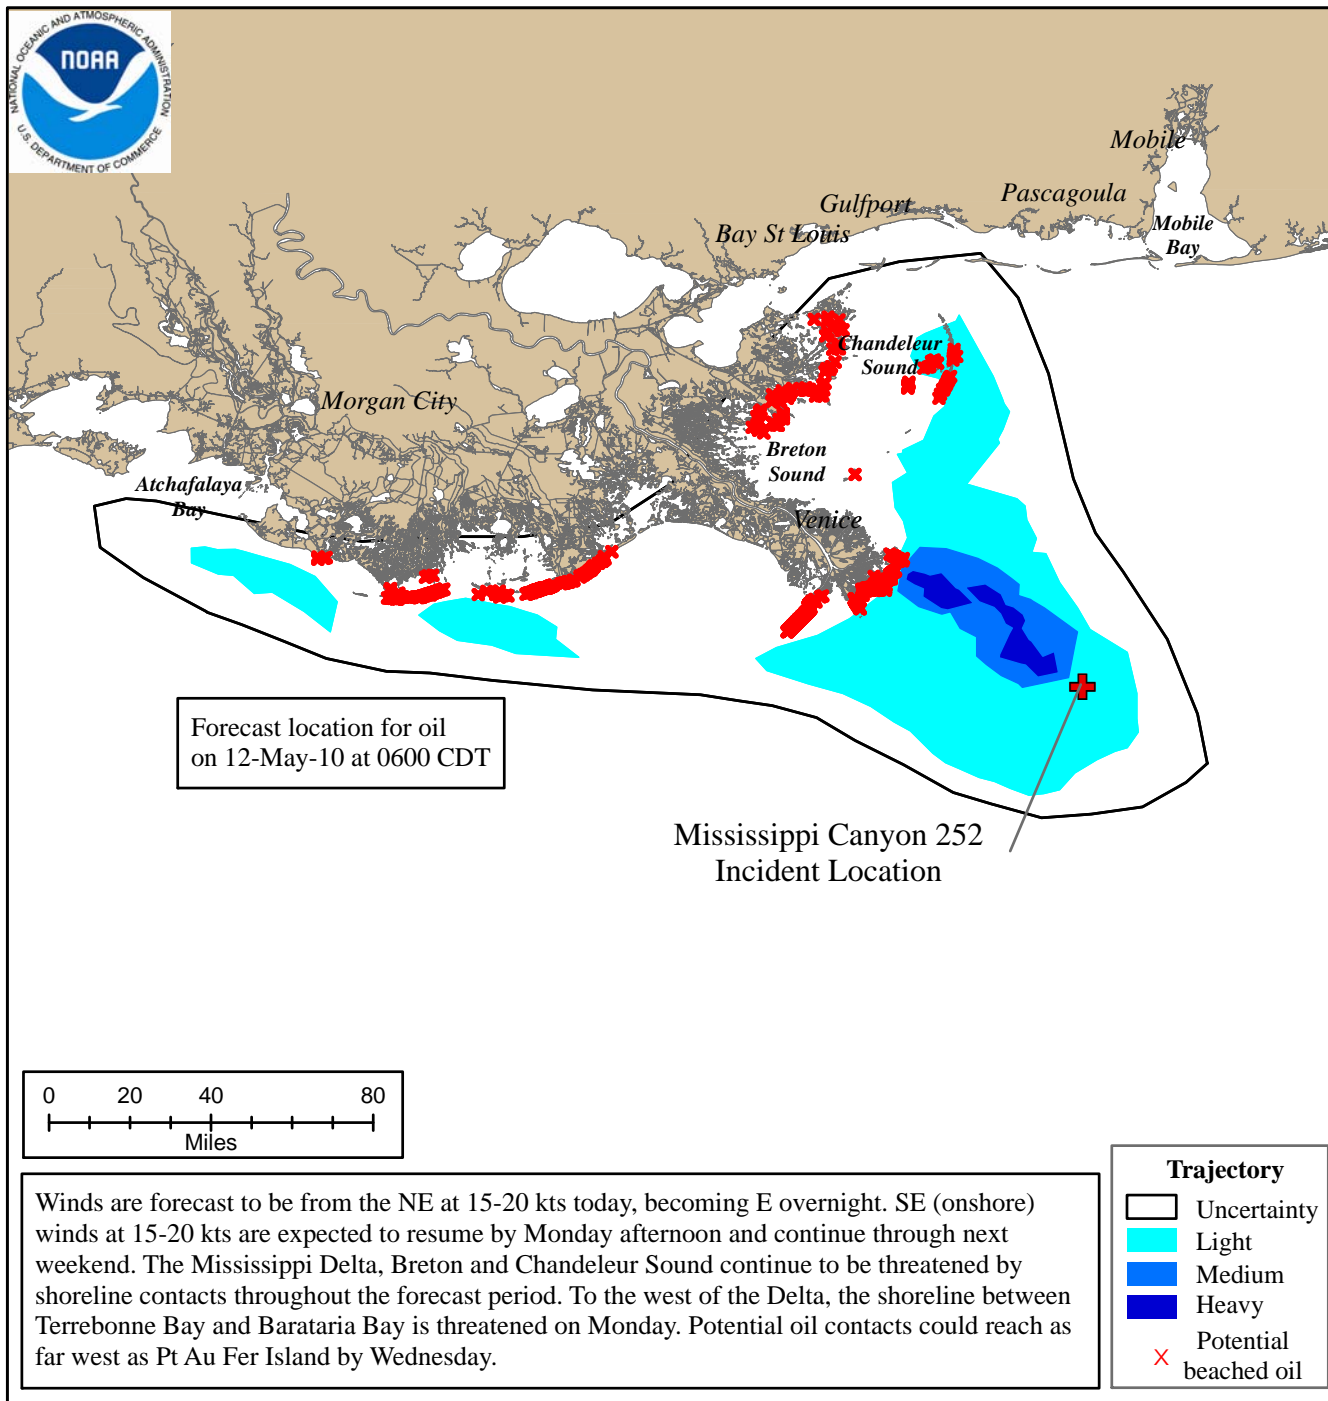 NATIONAL OCEANIC AND ATMOSPHERIC ADMINISTRATION
NOAA
U.S. DEPARTMENT OF COMMERCE
Mobile
Pascagoula
Gulfport
Mobile
Bay
Bay St Louis
Chandeleur
Sound
Morgan City
Breton
Sound
Atchafalaya
Bay
Venice
Forecast location for oil
on 12-May-10 at 0600 CDT
Mississippi Canyon 252
Incident Location
0 20 40 80
Miles
Winds are forecast to be from the NE at 15-20 kts today, becoming E overnight. SE (onshore)
winds at 15-20 kts are expected to resume by Monday afternoon and continue through next
weekend. The Mississippi Delta, Breton and Chandeleur Sound continue to be threatened by
shoreline contacts throughout the forecast period. To the west of the Delta, the shoreline between
Terrebonne Bay and Barataria Bay is threatened on Monday. Potential oil contacts could reach as
far west as Pt Au Fer Island by Wednesday.
Trajectory
Uncertainty
Light
Medium
Heavy
Potential
beached oil